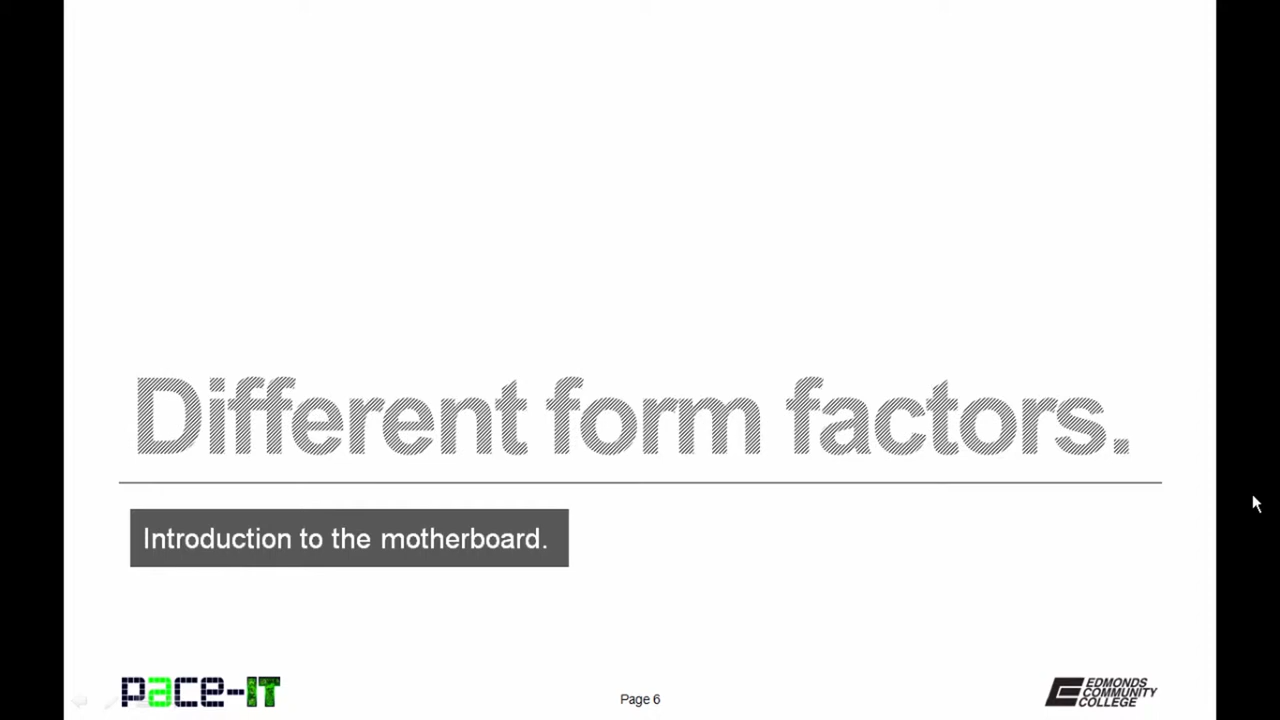 Different form factors.
Introduction to the motherboard.
pace-IT
Page 6
EDMONDS
COMMUNITY
COLLEGE